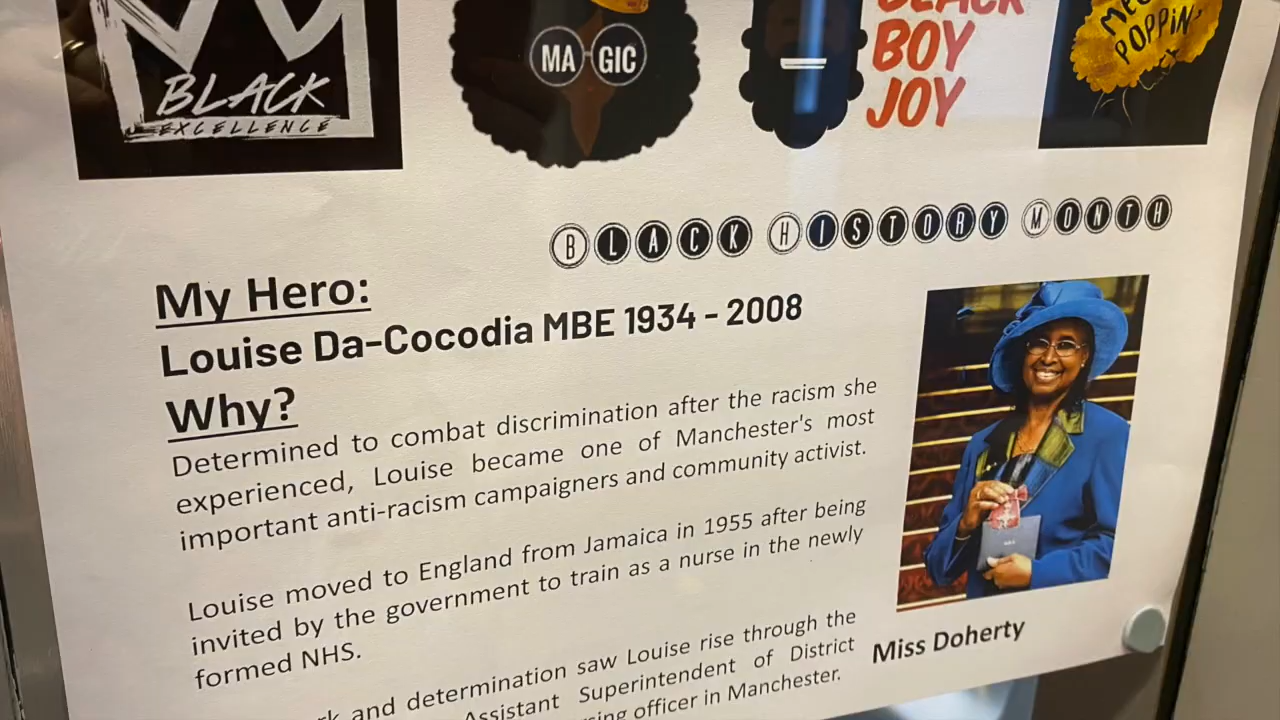 BLACK
EXCELLENCE
MA GIC
BLACK
BOY
JOY
POPPIN'
BLACK HISTORY MONTH
My Hero:
Louise Da-Cocodia MBE 1934 - 2008
Why?
Determined to combat discrimination after the racism she
experienced, Louise became one of Manchester's most
important anti-racism campaigners and community activist.
Louise moved to England from Jamaica in 1955 after being
invited by the government to train as a nurse in the newly
formed NHS.
and determination saw Louise rise through the
Assistant Superintendent of District
officer in Manchester.
Miss Doherty